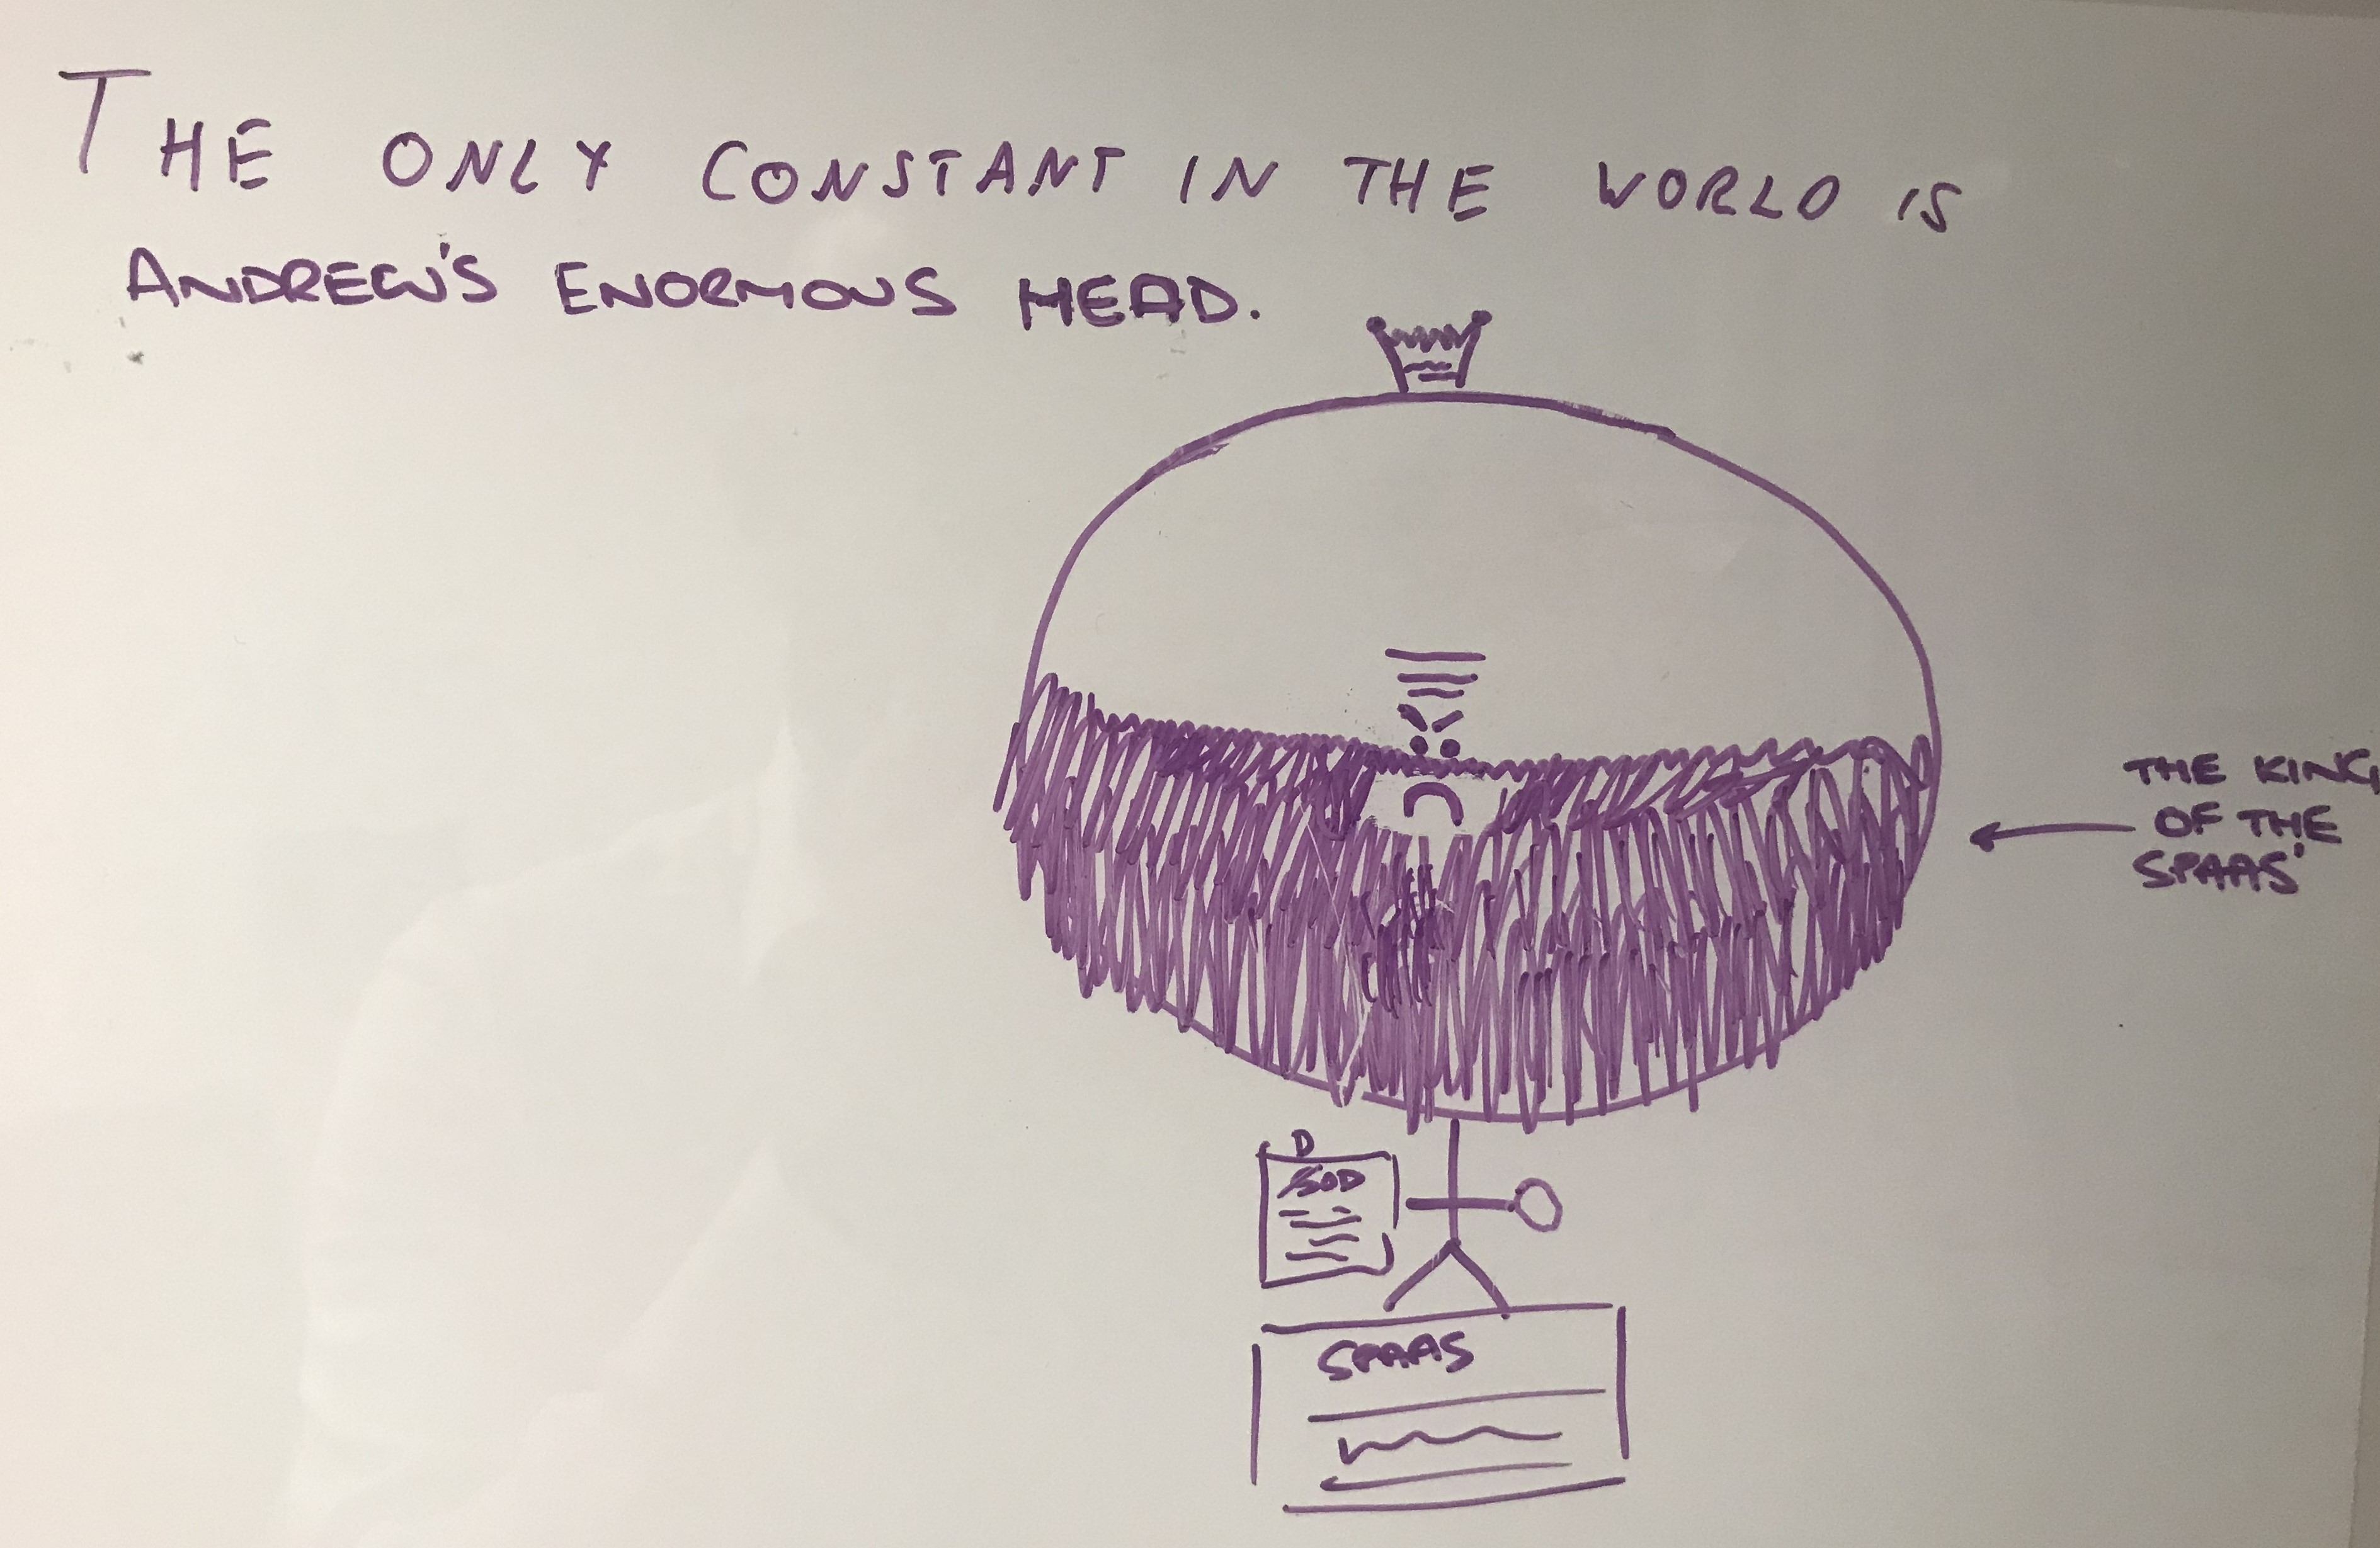 THE ONLY CONSTANT IN THE WORLD IS
ANDREW'S ENORMOUS HEAD.
THE KING
OF THE
SPAAS'
D
SOD
SPAAS